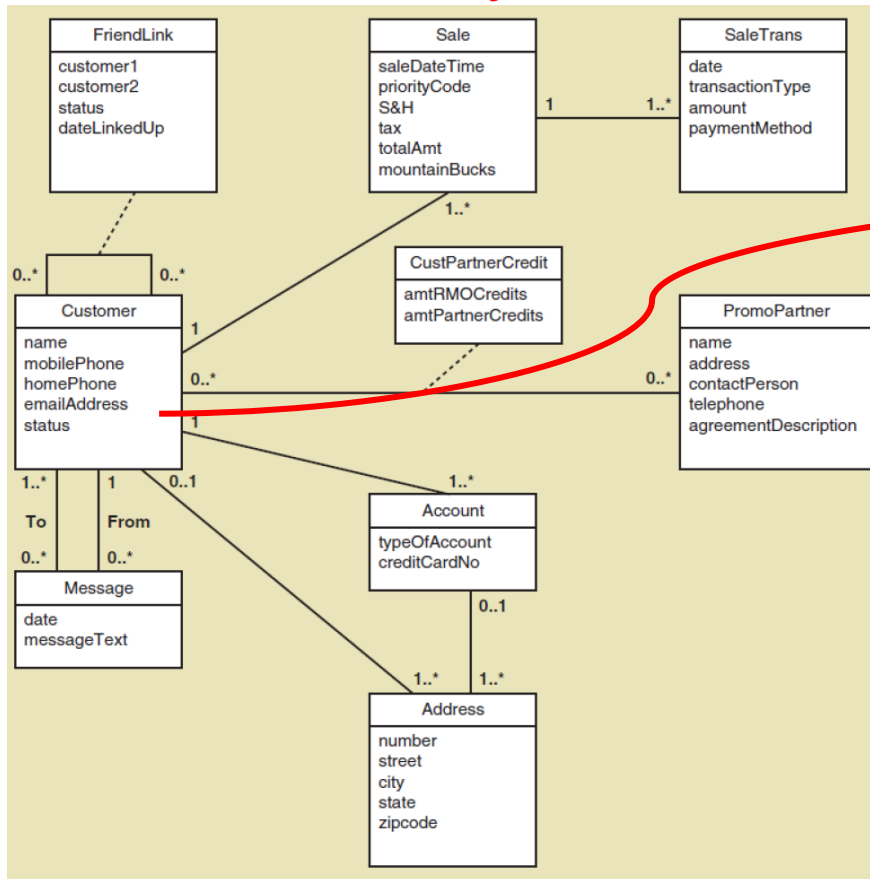 FriendLink
customer1
customer2
status
dateLinkedUp
Sale
saleDateTime
priorityCode
S&H
tax
totalAmt
mountainBucks
SaleTrans
date
transactionType
amount
paymentMethod
1
1..*
1..*
0..*
0..*
CustPartnerCredit
amtRMOCredits
amtPartnerCredits
Customer
name
mobilePhone
homePhone
emailAddress
status
1
0..*
0..*
PromoPartner
name
address
contactPerson
telephone
agreementDescription
1
1..*
1..*
1
0..1
To
From
0..*
0..*
Account
typeOfAccount
creditCardNo
0..1
Message
date
messageText
1..*
1..*
Address
number
street
city
state
zipcode